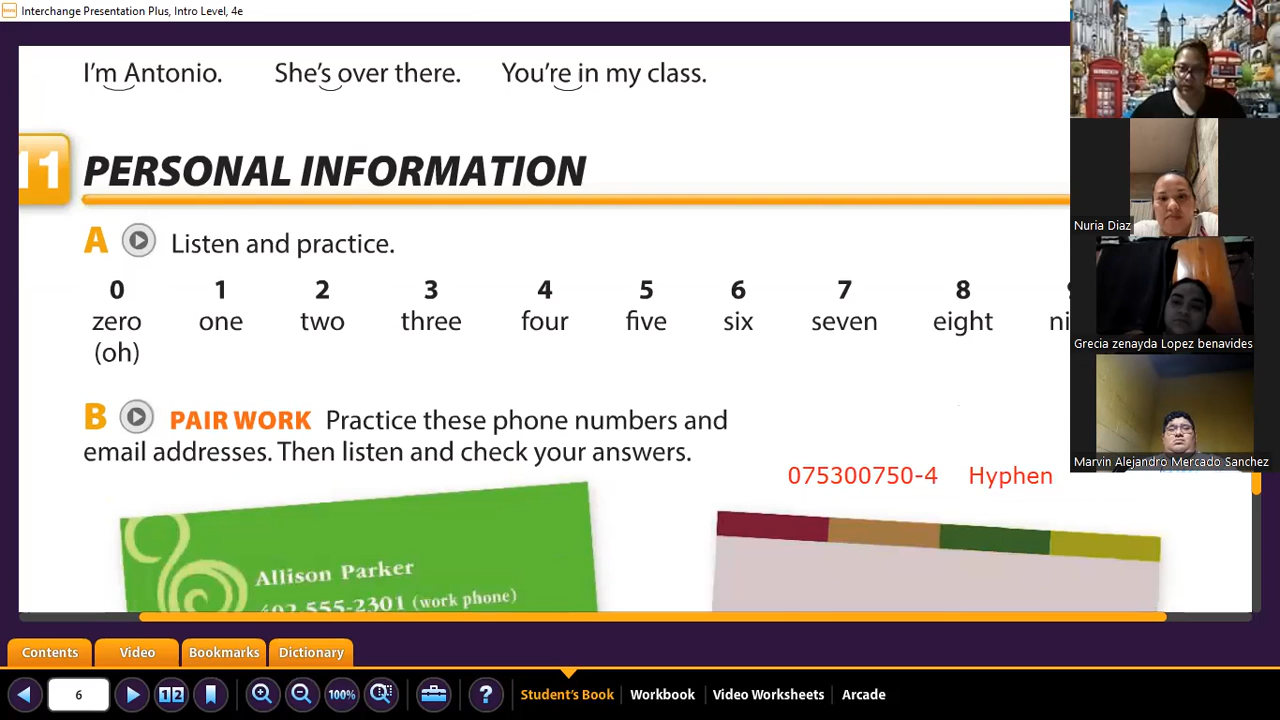 Interchange Presentation Plus, Intro Level, 4e
I'm Antonio. She's over there. You're in my class.
11 PERSONAL INFORMATION
A Listen and practice.
0 1 2 3 4 5 6 7 8
zero one two three four five six seven eight
(oh)
B PAIR WORK Practice these phone numbers and
email addresses. Then listen and check your answers.
075300750-4 Hyphen
Allison Parker
402 555-2301 (work phone)
Nuria Diaz
Grecia zenayda Lopez benavides
Marvin Alejandro Mercado Sanchez
Contents Video Bookmarks Dictionary
6 12 100% ? Student's Book Workbook Video Worksheets Arcade